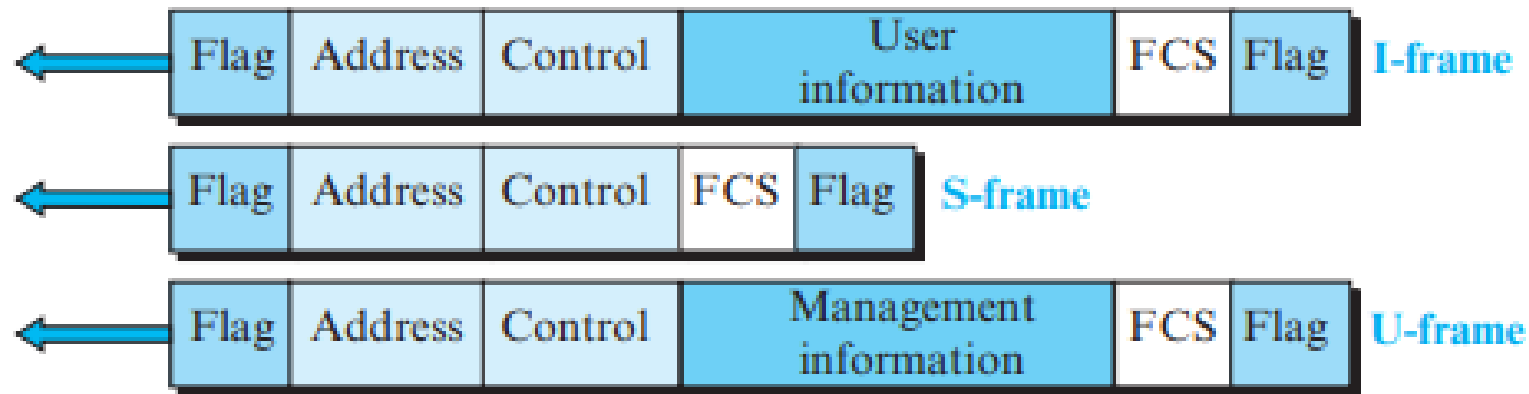 Flag Address Control User information FCS Flag I-frame
Flag Address Control FCS Flag S-frame
Flag Address Control Management information FCS Flag U-frame